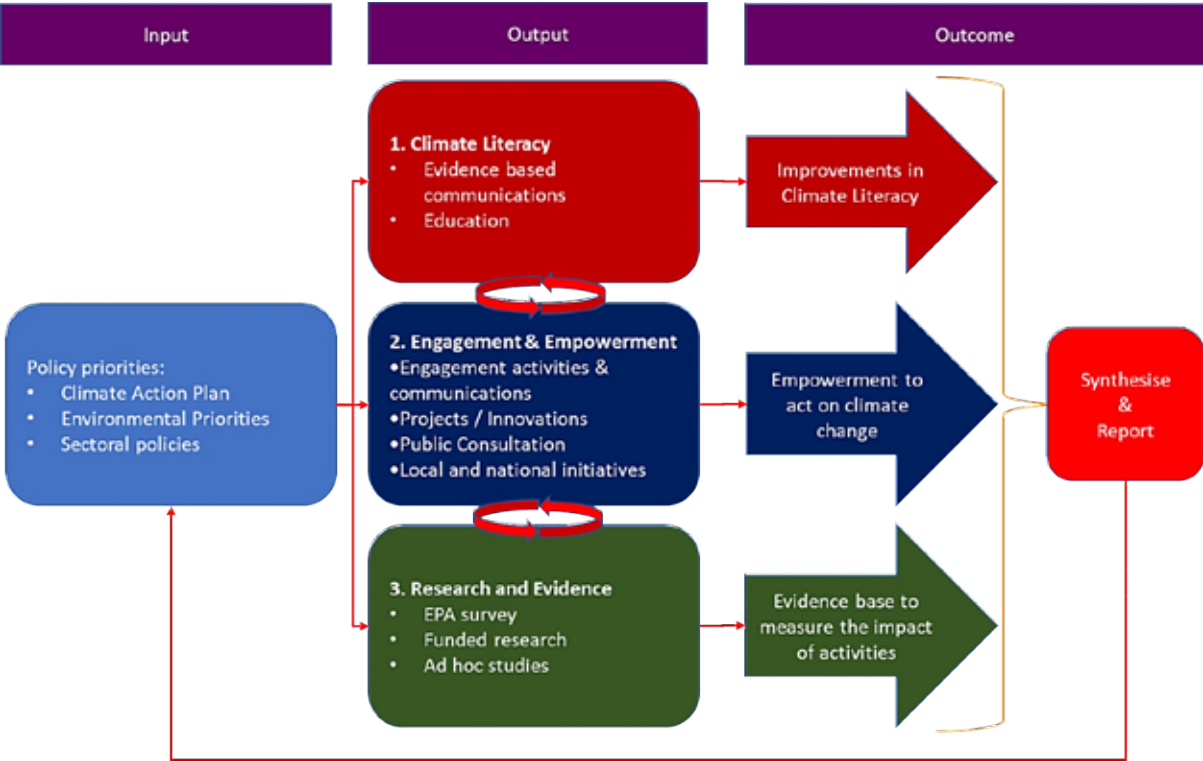 Input
Output
Outcome
Policy priorities:
• Climate Action Plan
• Environmental Priorities
• Sectoral policies
1. Climate Literacy
• Evidence based
communications
• Education
2. Engagement & Empowerment
•Engagement activities &
communications
•Projects / Innovations
•Public Consultation
•Local and national initiatives
3. Research and Evidence
• EPA survey
• Funded research
• Ad hoc studies
Improvements in
Climate Literacy
Empowerment to
act on climate
change
Evidence base to
measure the impact
of activities
Synthesise
&
Report